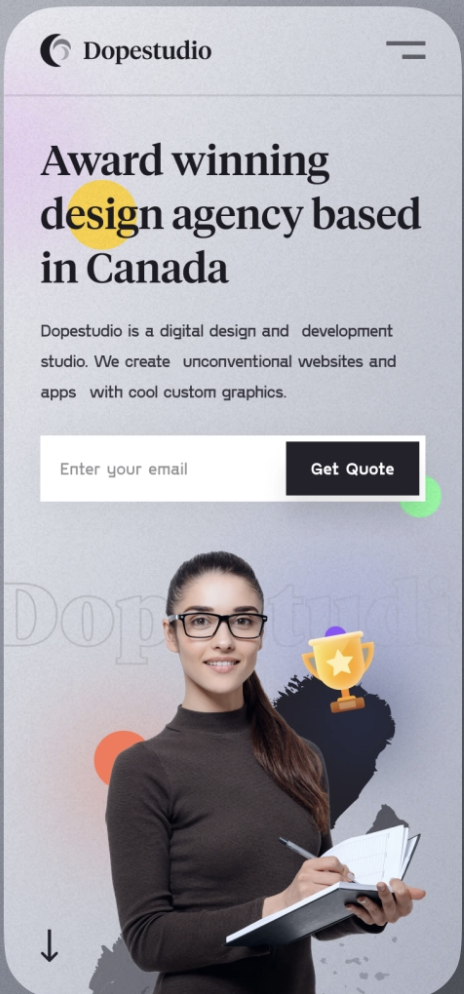 Dopestudio
Award winning
design agency based
in Canada
Dopestudio is a digital design and development
studio. We create unconventional websites and
apps with cool custom graphics.
Enter your email
Get Quote
Dopestudi